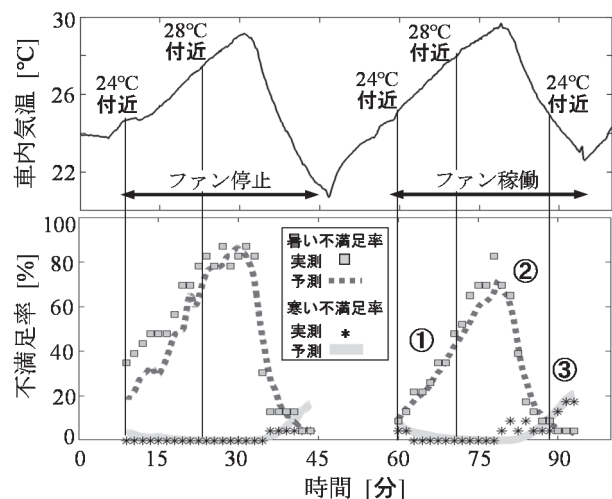 車内気温 [℃]
30
26
22
24℃
付近
28℃
付近
24℃
付近
28℃
付近
24℃
付近
ファン停止
ファン稼働
不満足率 [%]
100
80
60
40
20
0
暑い不満足率
実測
予測
寒い不満足率
実測
予測
①
②
③
0
15
30
45
60
75
90
時間 [分]